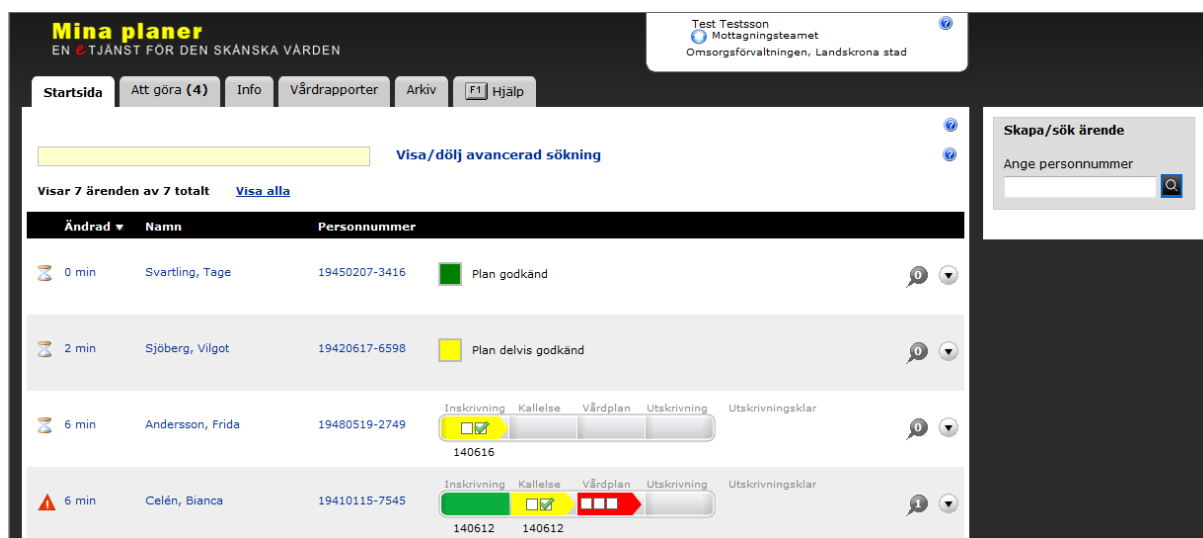 Mina planer
EN eTJÄNST FÖR DEN SKÅNSKA VÅRDEN
Test Testsson
Mottagningsteamet
Omsorgsförvaltningen, Landskrona stad
Startsida Att göra (4) Info Vårdrapporter Arkiv F1 Hjälp
Skapa/sök ärende
Ange personnummer
Visa/dölj avancerad sökning
Visar 7 ärenden av 7 totalt Visa alla
Ändrad Namn Personnummer
0 min Svartling, Tage 19450207-3416 Plan godkänd 0
2 min Sjöberg, Vilgot 19420617-6598 Plan delvis godkänd 0
Inskrivning Kallelse Vårdplan Utskrivning Utskrivningsklar
6 min Andersson, Frida 19480519-2749 0
140616
Inskrivning Kallelse Vårdplan Utskrivning Utskrivningsklar
6 min Celén, Bianca 19410115-7545 1
140612 140612